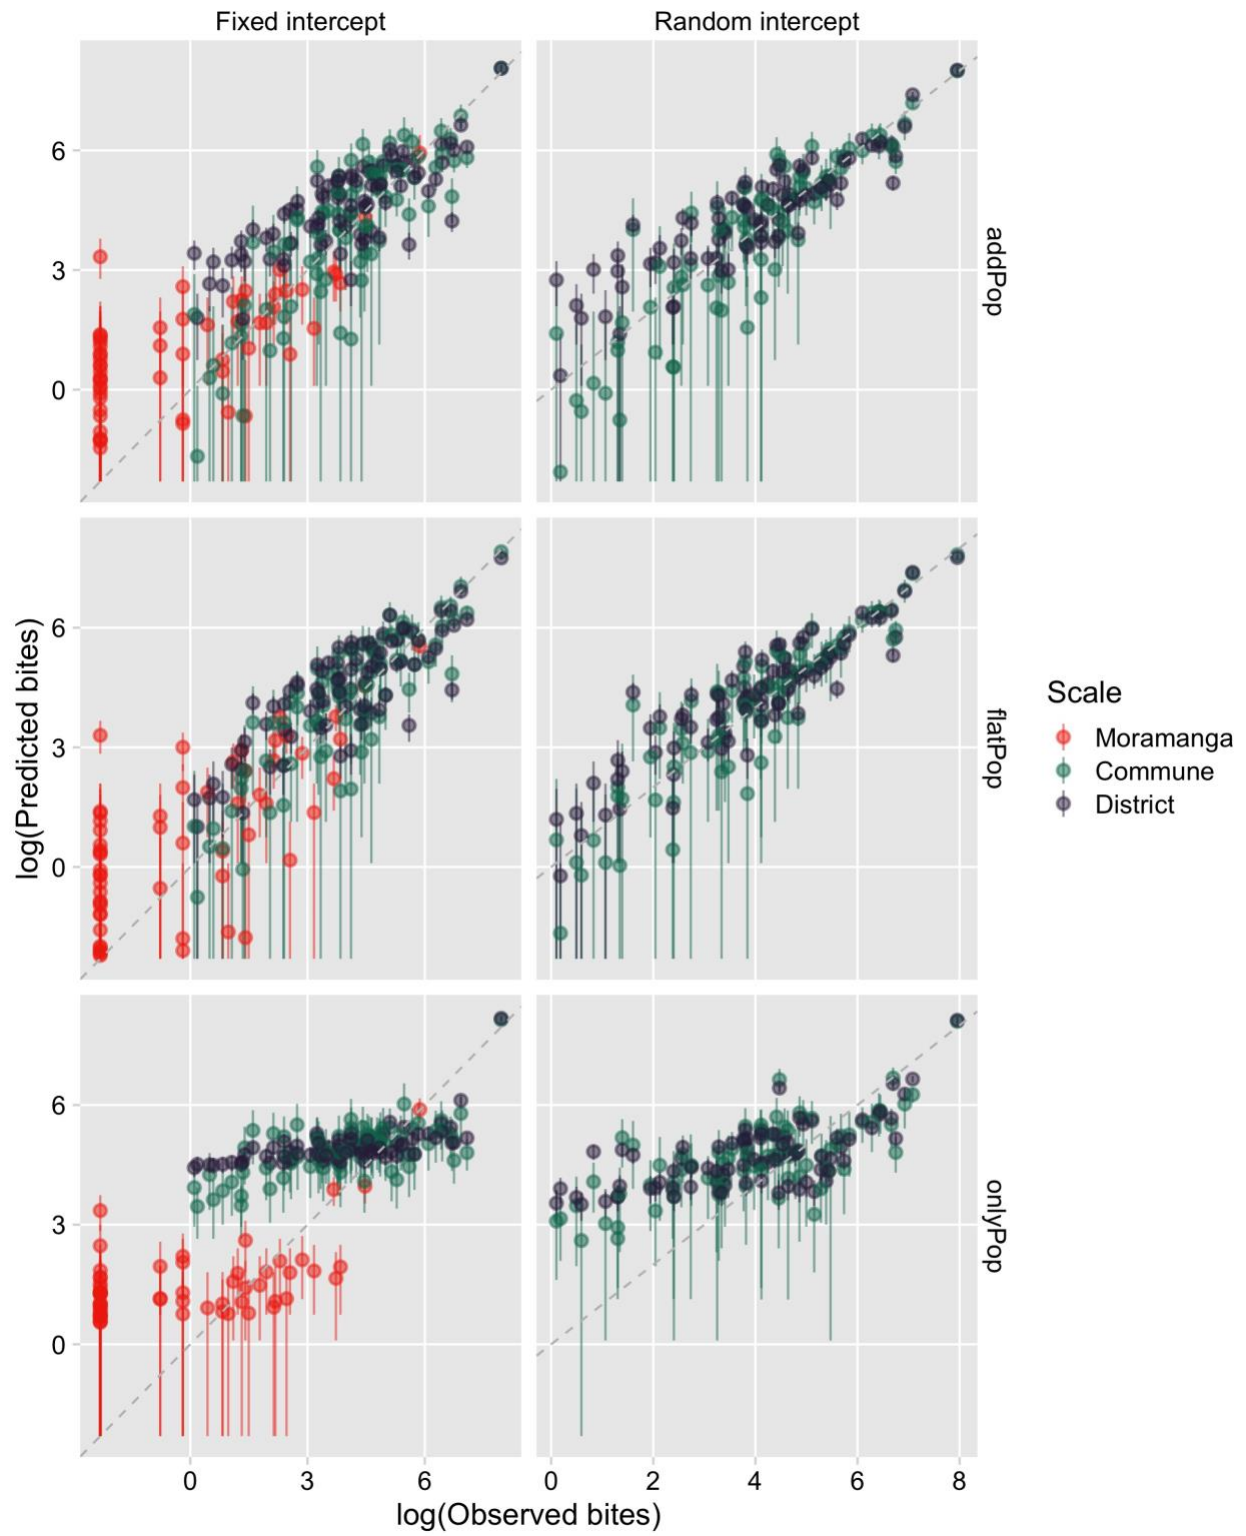 Fixed intercept
Random intercept
6
3
0
addPop
6
3
0
flatPop
log(Predicted bites)
Scale
Moramanga
Commune
District
6
3
0
onlyPop
0 3 6
0 2 4 6 8
log(Observed bites)